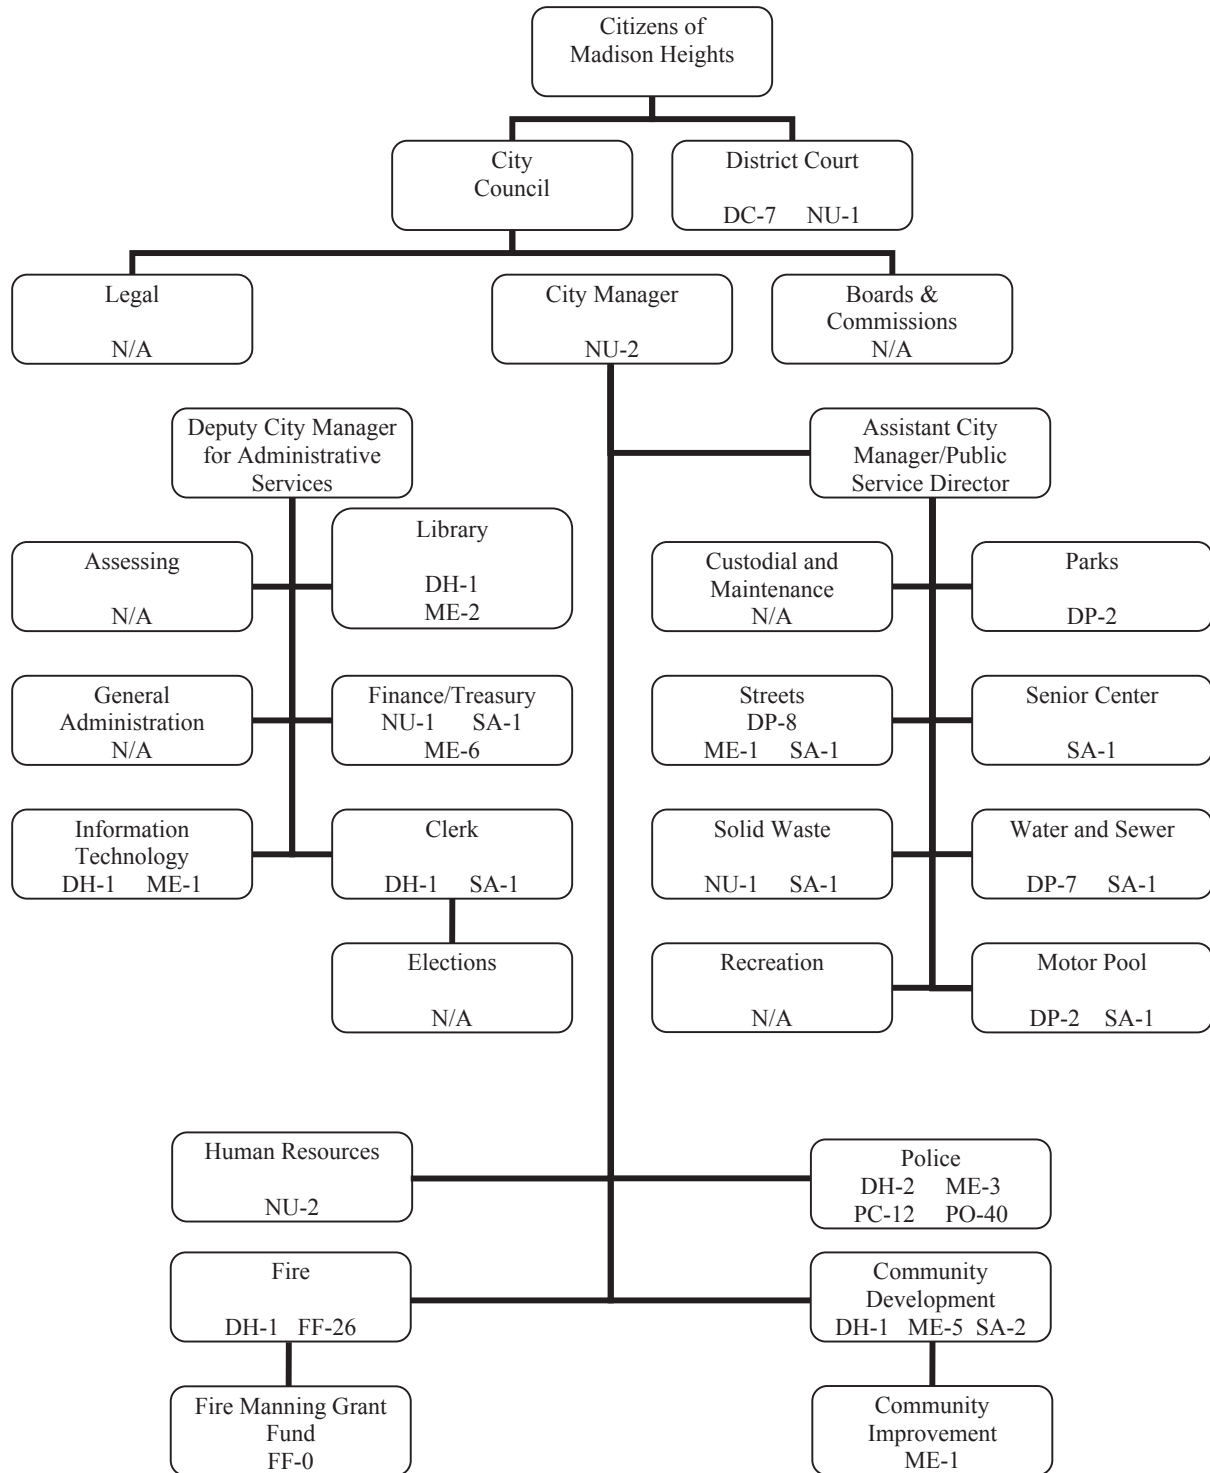 Citizens of
Madison Heights
City
Council
District Court
DC-7 NU-1
Legal
N/A
City Manager
NU-2
Boards &
Commissions
N/A
Deputy City Manager
for Administrative
Services
Assistant City
Manager/Public
Service Director
Assessing
N/A
Library
DH-1
ME-2
Custodial and
Maintenance
N/A
Parks
DP-2
General
Administration
N/A
Finance/Treasury
NU-1 SA-1
ME-6
Streets
DP-8
ME-1 SA-1
Senior Center
SA-1
Information
Technology
DH-1 ME-1
Clerk
DH-1 SA-1
Solid Waste
NU-1 SA-1
Water and Sewer
DP-7 SA-1
Elections
N/A
Recreation
N/A
Motor Pool
DP-2 SA-1
Human Resources
NU-2
Police
DH-2 ME-3
PC-12 PO-40
Fire
DH-1 FF-26
Community
Development
DH-1 ME-5 SA-2
Fire Manning Grant
Fund
FF-0
Community
Improvement
ME-1